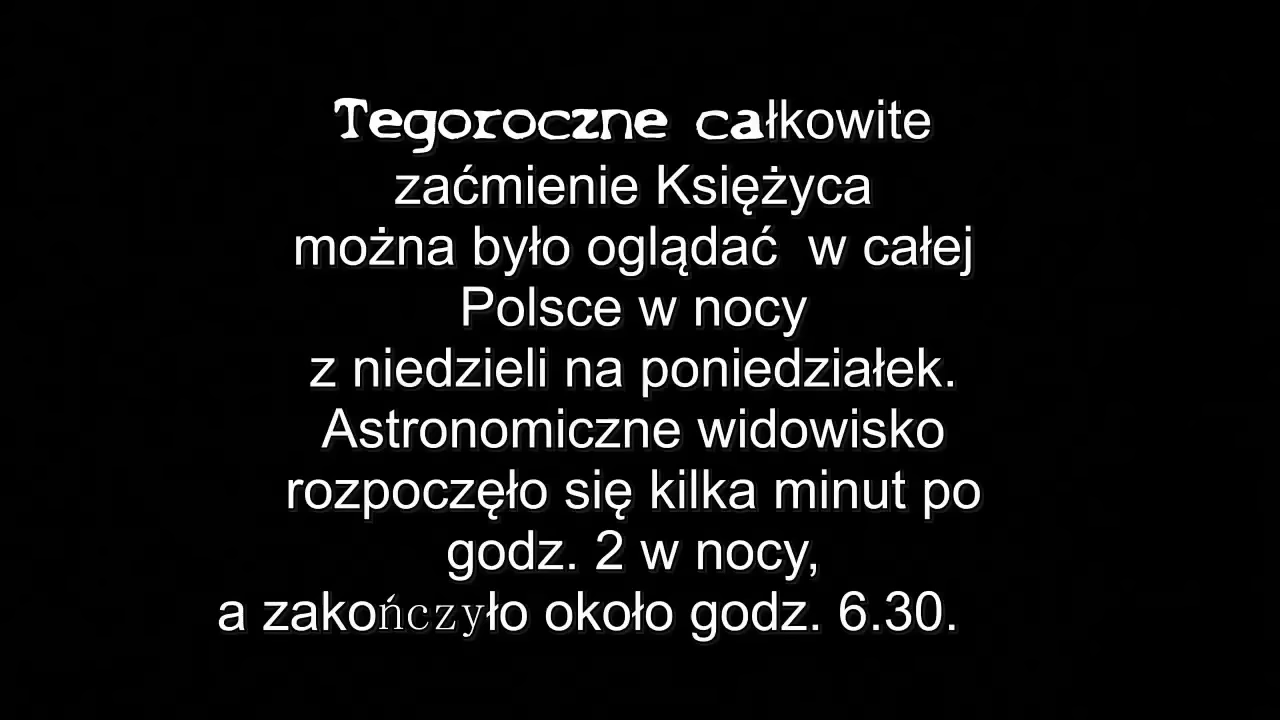 Tegoroczne całkowite
zaćmienie Księżyca
można było oglądać w całej
Polsce w nocy
z niedzieli na poniedziałek.
Astronomiczne widowisko
rozpoczęło się kilka minut po
godz. 2 w nocy,
a zakończyło około godz. 6.30.